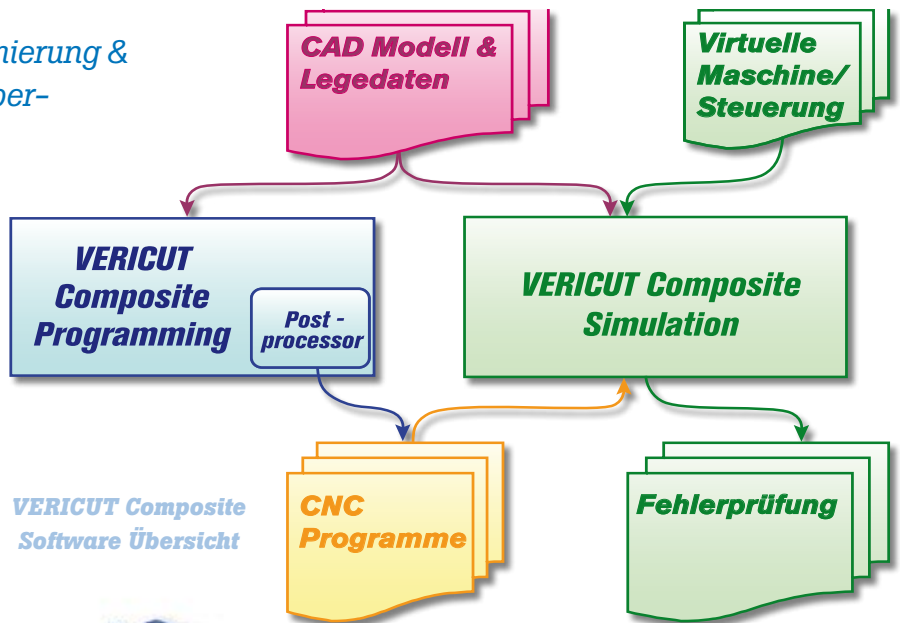 nierung &
ber-
CAD Modell &
Legedaten
Virtuelle
Maschine/
Steuerung
VERICUT
Composite
Programming
Post -
processor
VERICUT Composite
Simulation
VERICUT Composite
Software Übersicht
CNC
Programme
Fehlerprüfung